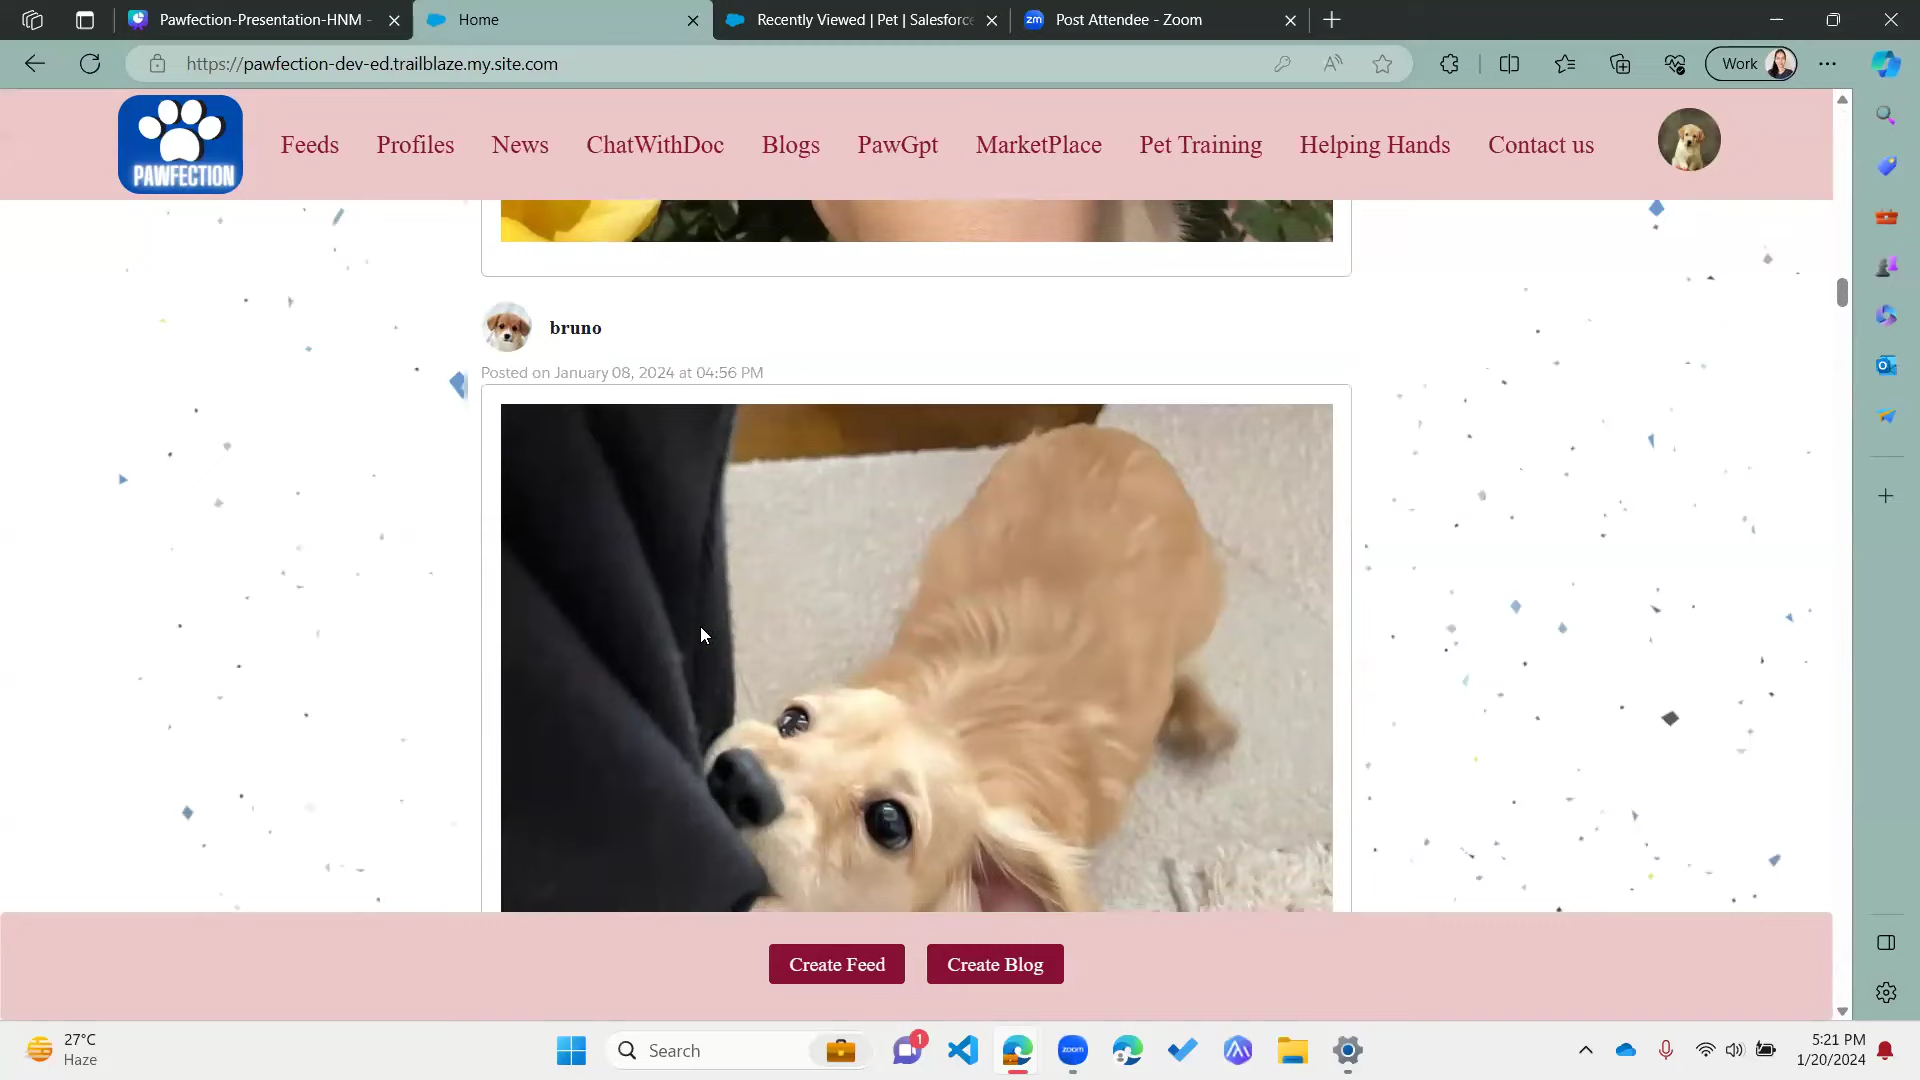 Pawfection-Presentation-HNM -
Home
Recently Viewed | Pet | Salesforce
zm Post Attendee - Zoom
https://pawfection-dev-ed.trailblaze.my.site.com
Work
PAWFECTION
Feeds Profiles News ChatWithDoc Blogs PawGpt MarketPlace Pet Training Helping Hands Contact us
bruno
Posted on January 08, 2024 at 04:56 PM
Create Feed Create Blog
27°C
Haze
Search
1
zoom
5:21 PM
1/20/2024